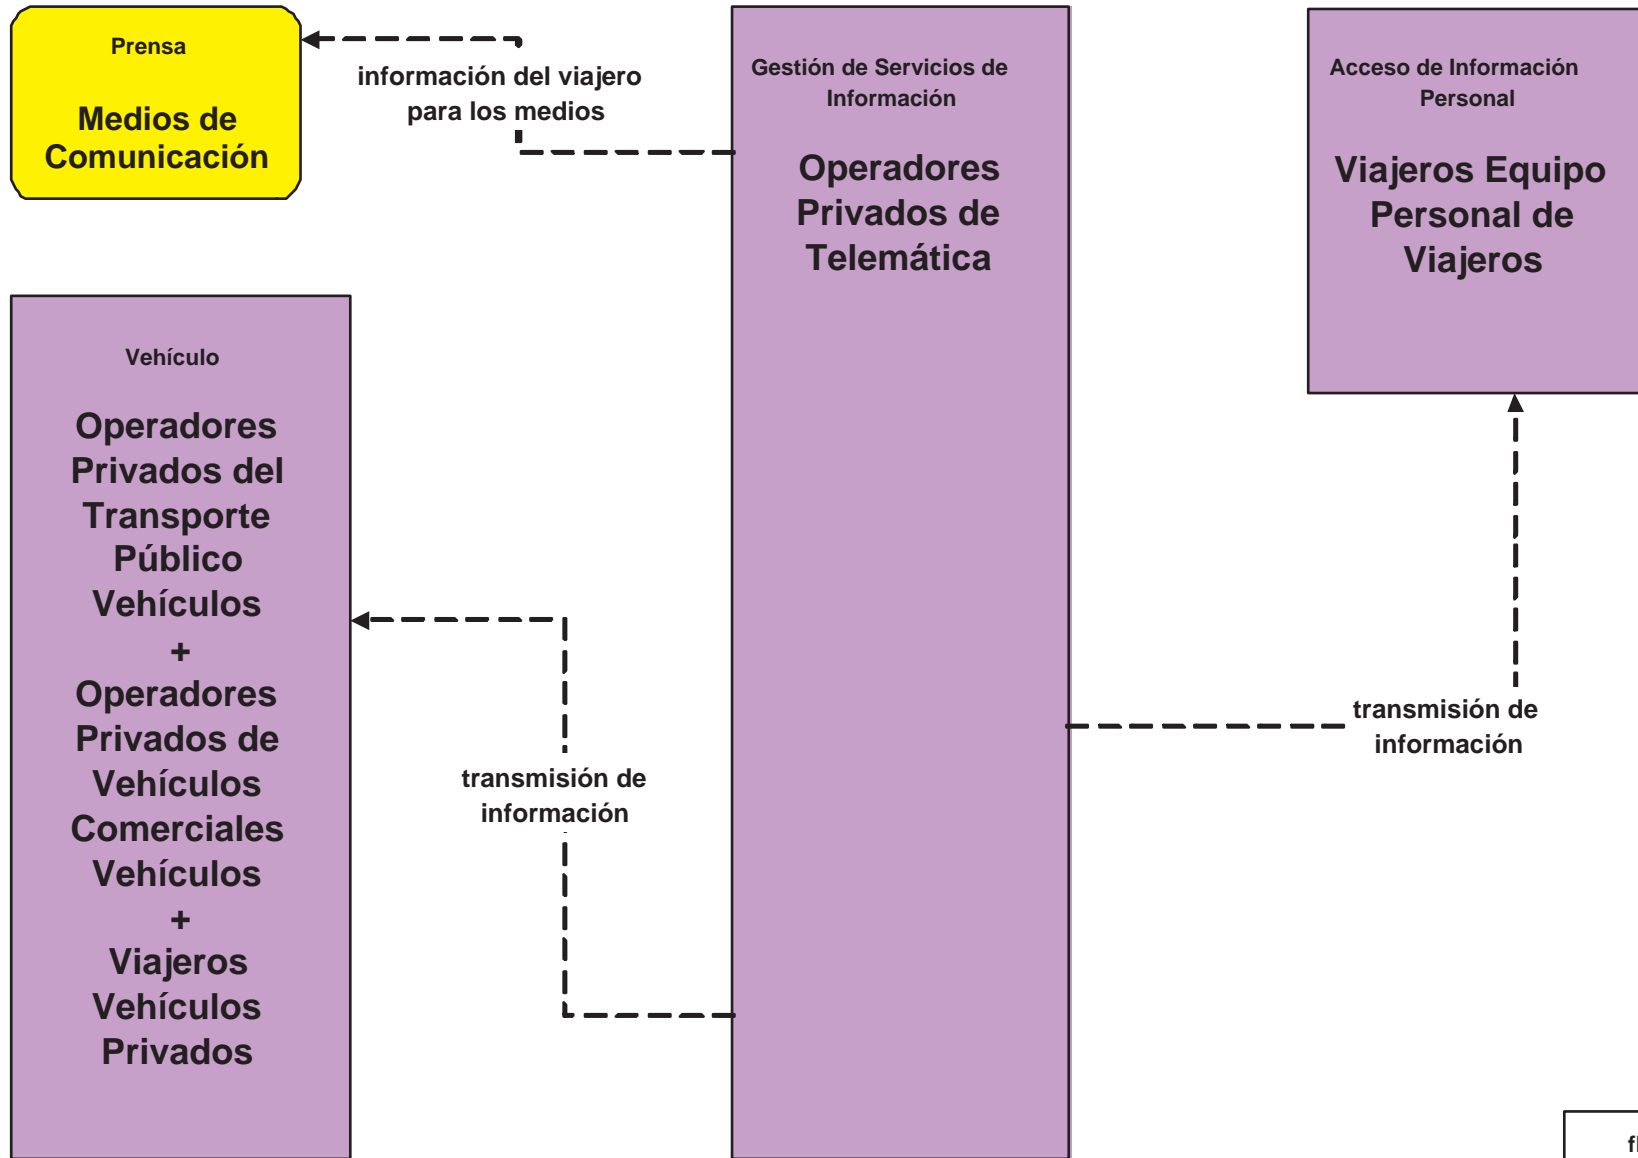 Prensa
Medios de
Comunicación
información del viajero
para los medios
Gestión de Servicios de
Información
Operadores
Privados de
Telemática
Acceso de Información
Personal
Viajeros Equipo
Personal de
Viajeros
Vehículo
Operadores
Privados del
Transporte
Público
Vehículos
+
Operadores
Privados de
Vehículos
Comerciales
Vehículos
+
Viajeros
Vehículos
Privados
transmisión de
información
transmisión de
información